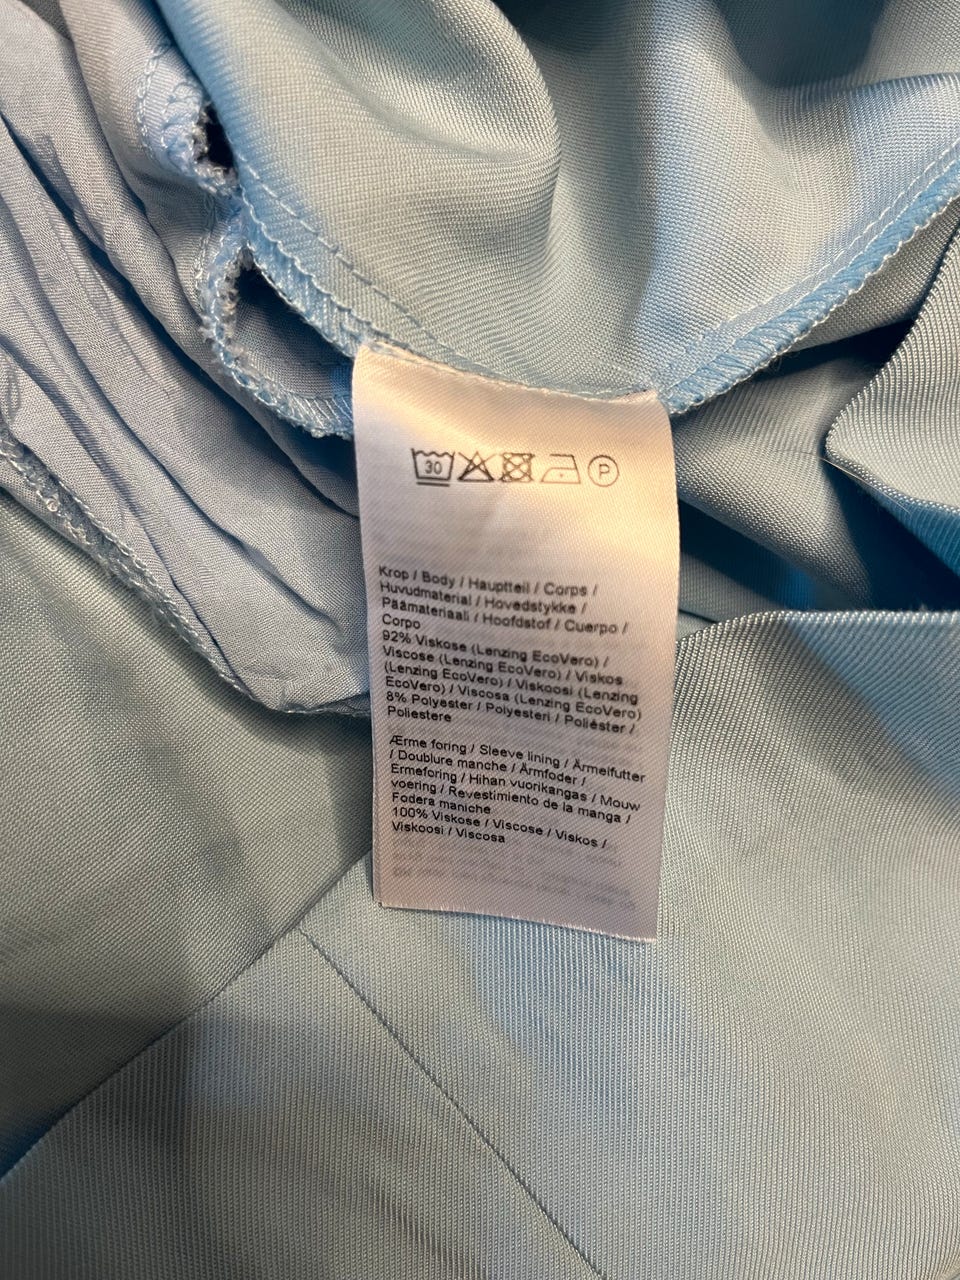 30 P
Krop / Body / Hauptteil / Corps /
Huvudmaterial / Hovedstykke /
Päämateriaali / Hoofdstof / Cuerpo /
Corpo
92% Viskose (Lenzing EcoVero) /
Viscose (Lenzing EcoVero) / Viskos
(Lenzing EcoVero) / Viskoosi (Lenzing
EcoVero) / Viscosa (Lenzing EcoVero)
8% Polyester / Polyesteri / Poliéster /
Poliestere
Ærme foring / Sleeve lining / Ärmelfutter
/ Doublure manche / Ärmfoder /
Ermeforing / Hihan vuorikangas / Mouw
voering / Revestimiento de la manga /
Fodera maniche
100% Viskose / Viscose / Viskos /
Viskoosi / Viscosa